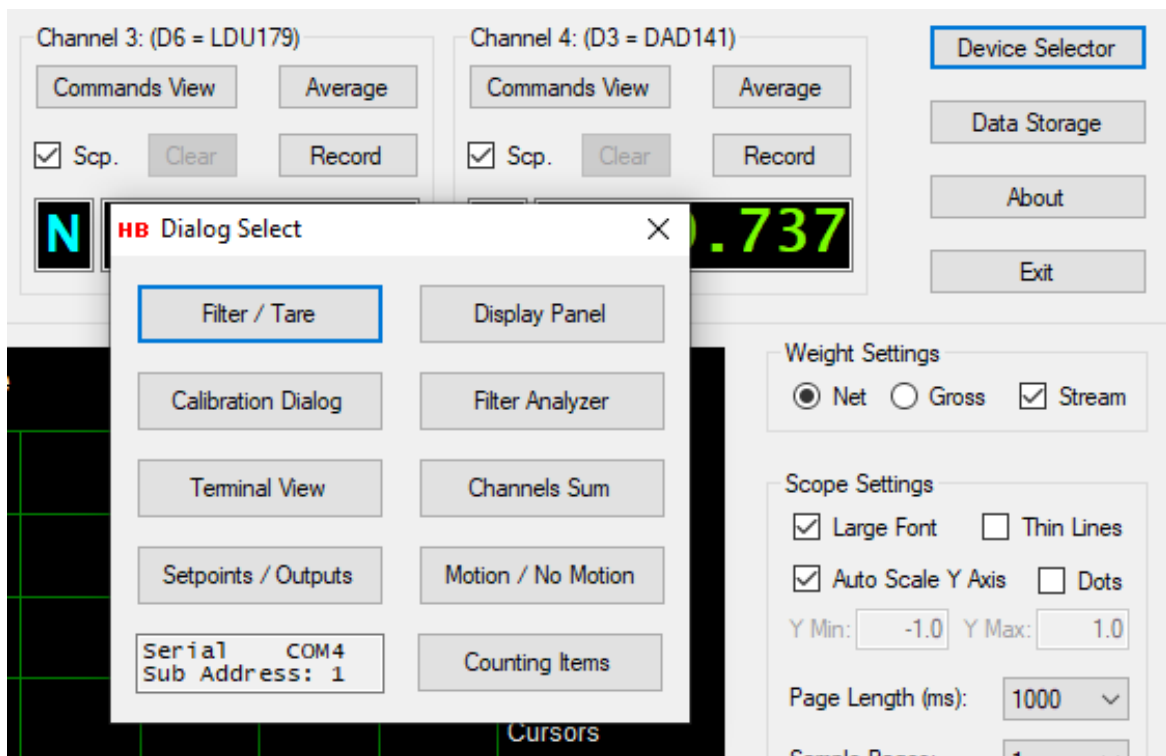 Channel 3: (D6 = LDU179)
Commands View
Average
Scp.
Clear
Record
N
Channel 4: (D3 = DAD141)
Commands View
Average
Scp.
Clear
Record
.737
Device Selector
Data Storage
About
Exit
HB Dialog Select
Filter / Tare
Display Panel
Calibration Dialog
Filter Analyzer
Terminal View
Channels Sum
Setpoints / Outputs
Motion / No Motion
Serial COM4
Sub Address: 1
Counting Items
Cursors
Weight Settings
Net
Gross
Stream
Scope Settings
Large Font
Thin Lines
Auto Scale Y Axis
Dots
Y Min: -1.0 Y Max: 1.0
Page Length (ms): 1000